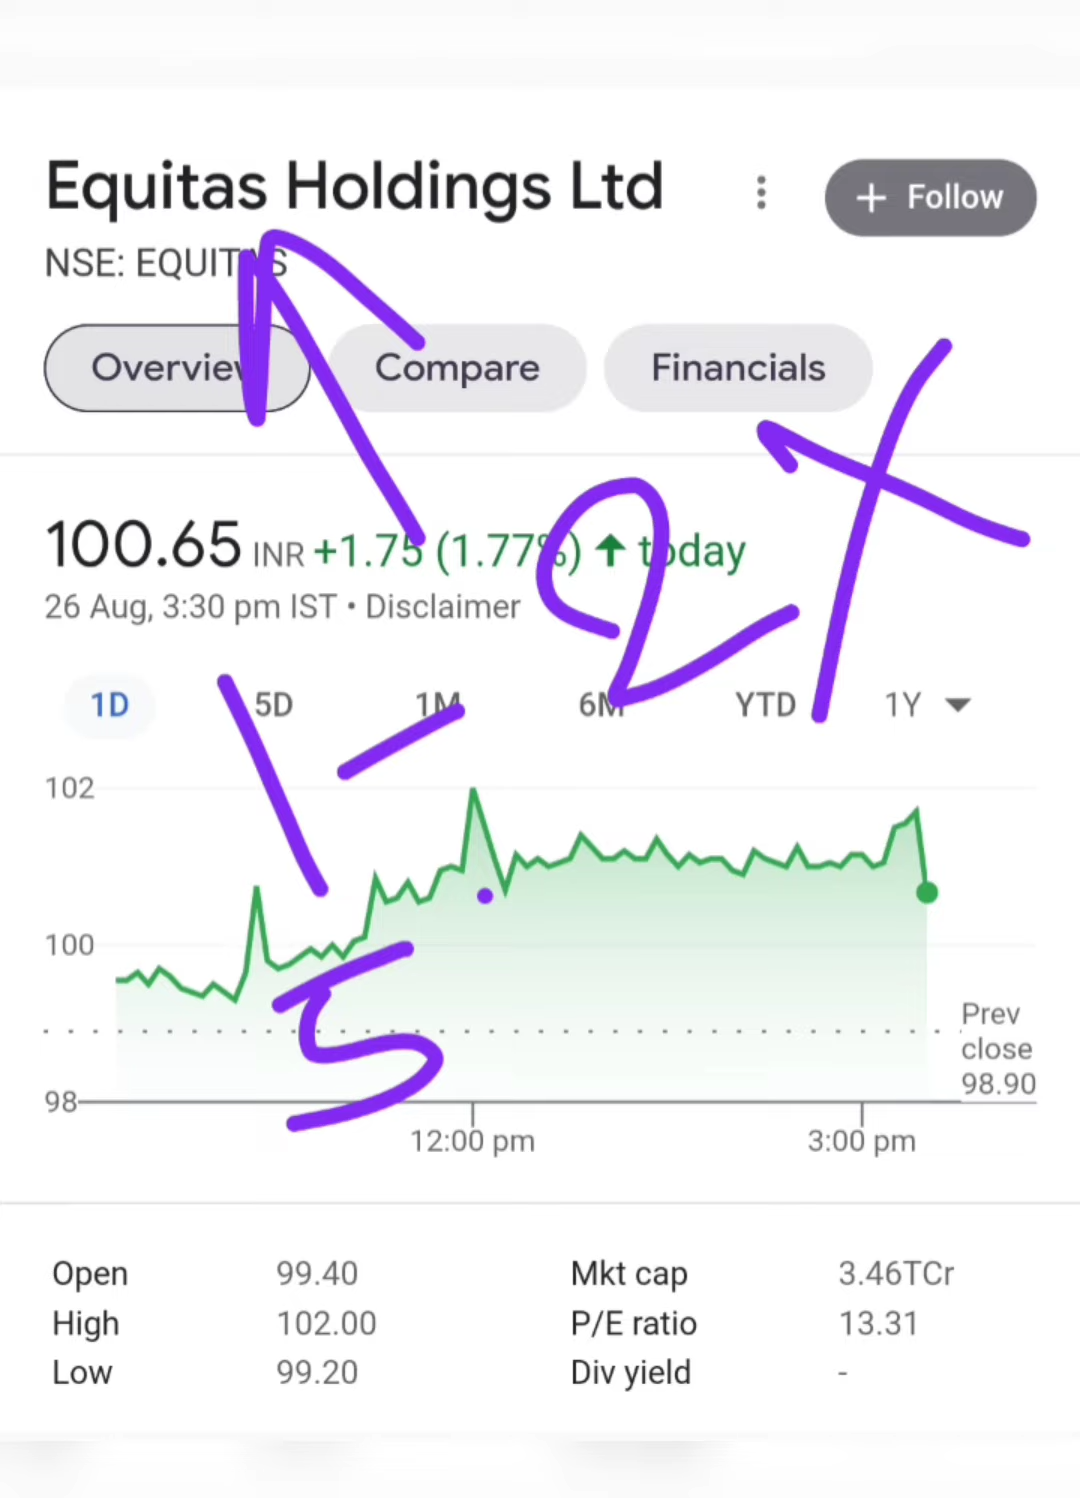 Equitas Holdings Ltd
+ Follow
NSE: EQUITAS
Overview Compare Financials
100.65 INR +1.75 (1.77%) ↑ today
26 Aug, 3:30 pm IST • Disclaimer
2X
1D 5D 1M 6M YTD 1Y
1-5
102
100
98
Prev
close
98.90
12:00 pm 3:00 pm
Open 99.40 Mkt cap 3.46TCr
High 102.00 P/E ratio 13.31
Low 99.20 Div yield -